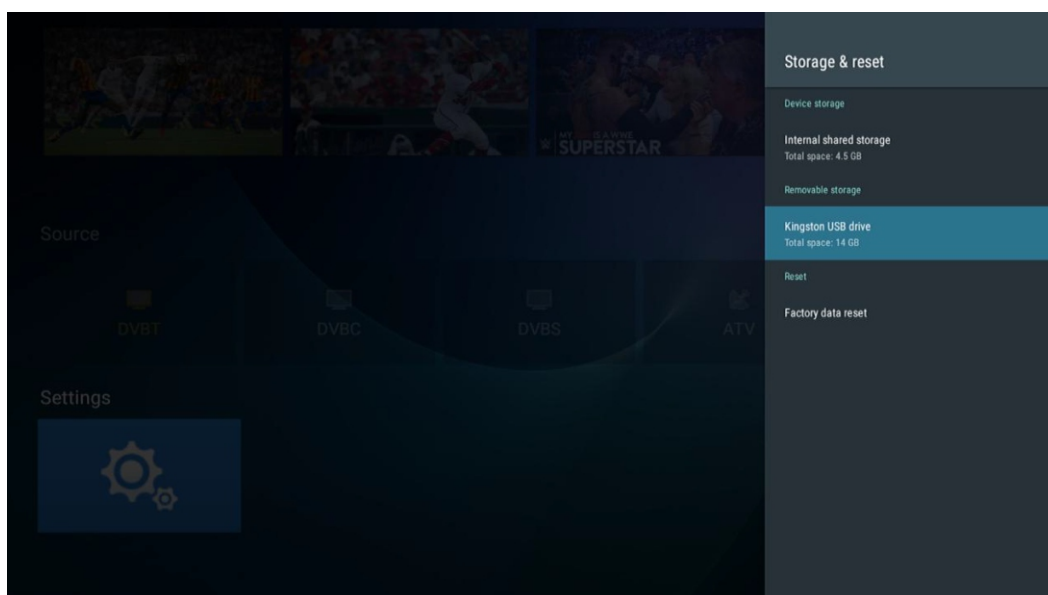 Storage & reset
Device storage
Internal shared storage
Total space: 4.5 GB
Removable storage
Kingston USB drive
Total space: 14 GB
Reset
Factory data reset
SUPERSTAR
Source
DVBT
DVBC
DVBS
ATV
Settings